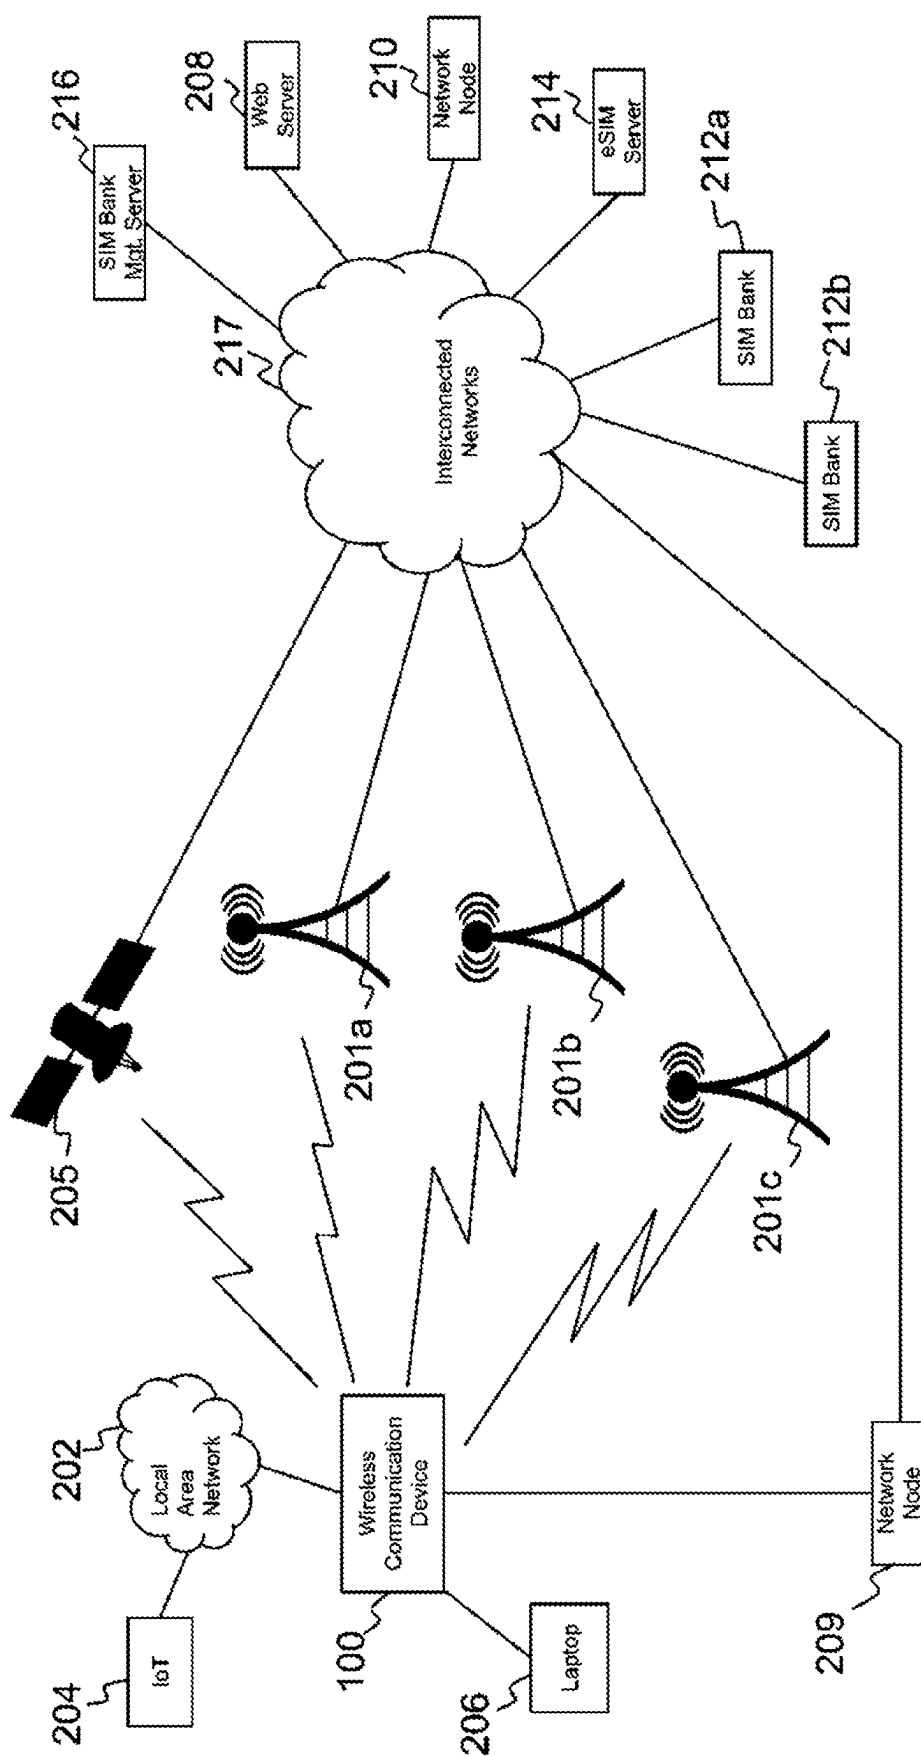 204
IoT
202
Local
Area
Network
205
216
SIM Bank
Mgt. Server
217
208
Web
Server
210
Network
Node
214
eSIM
Server
100
Wireless
Communication
Device
201a
Interconnected
Networks
206
Laptop
201b
212a
SIM Bank
201c
212b
SIM Bank
209
Network
Node